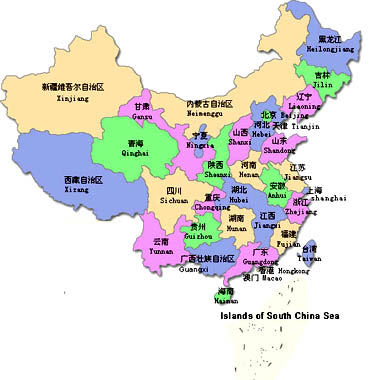 黑龙江
Heilongjiang
吉林
Jilin
辽宁
Liaoning
新疆维吾尔自治区
Xinjiang
内蒙古自治区
Neimenggu
甘肃
Gansu
北京
Beijing
河北
Hebei
天津 Tianjin
宁夏
Ningxia
山西
Shanxi
山东
Shandong
青海
Qinghai
陕西
Shaanxi
河南
Henan
江苏
Jiangsu
西藏自治区
Xizang
四川
Sichuan
重庆
Chongqing
湖北
Hubei
安徽
Anhui
上海
shanghai
浙江
Zhejiang
湖南
Hunan
江西
Jiangxi
贵州
Guizhou
福建
Fujian
云南
Yunnan
广西壮族自治区
Guangxi
广东
Guangdong
台湾
Taiwan
香港 Hongkong
澳门 Macao
海南
Hainan
Islands of South China Sea